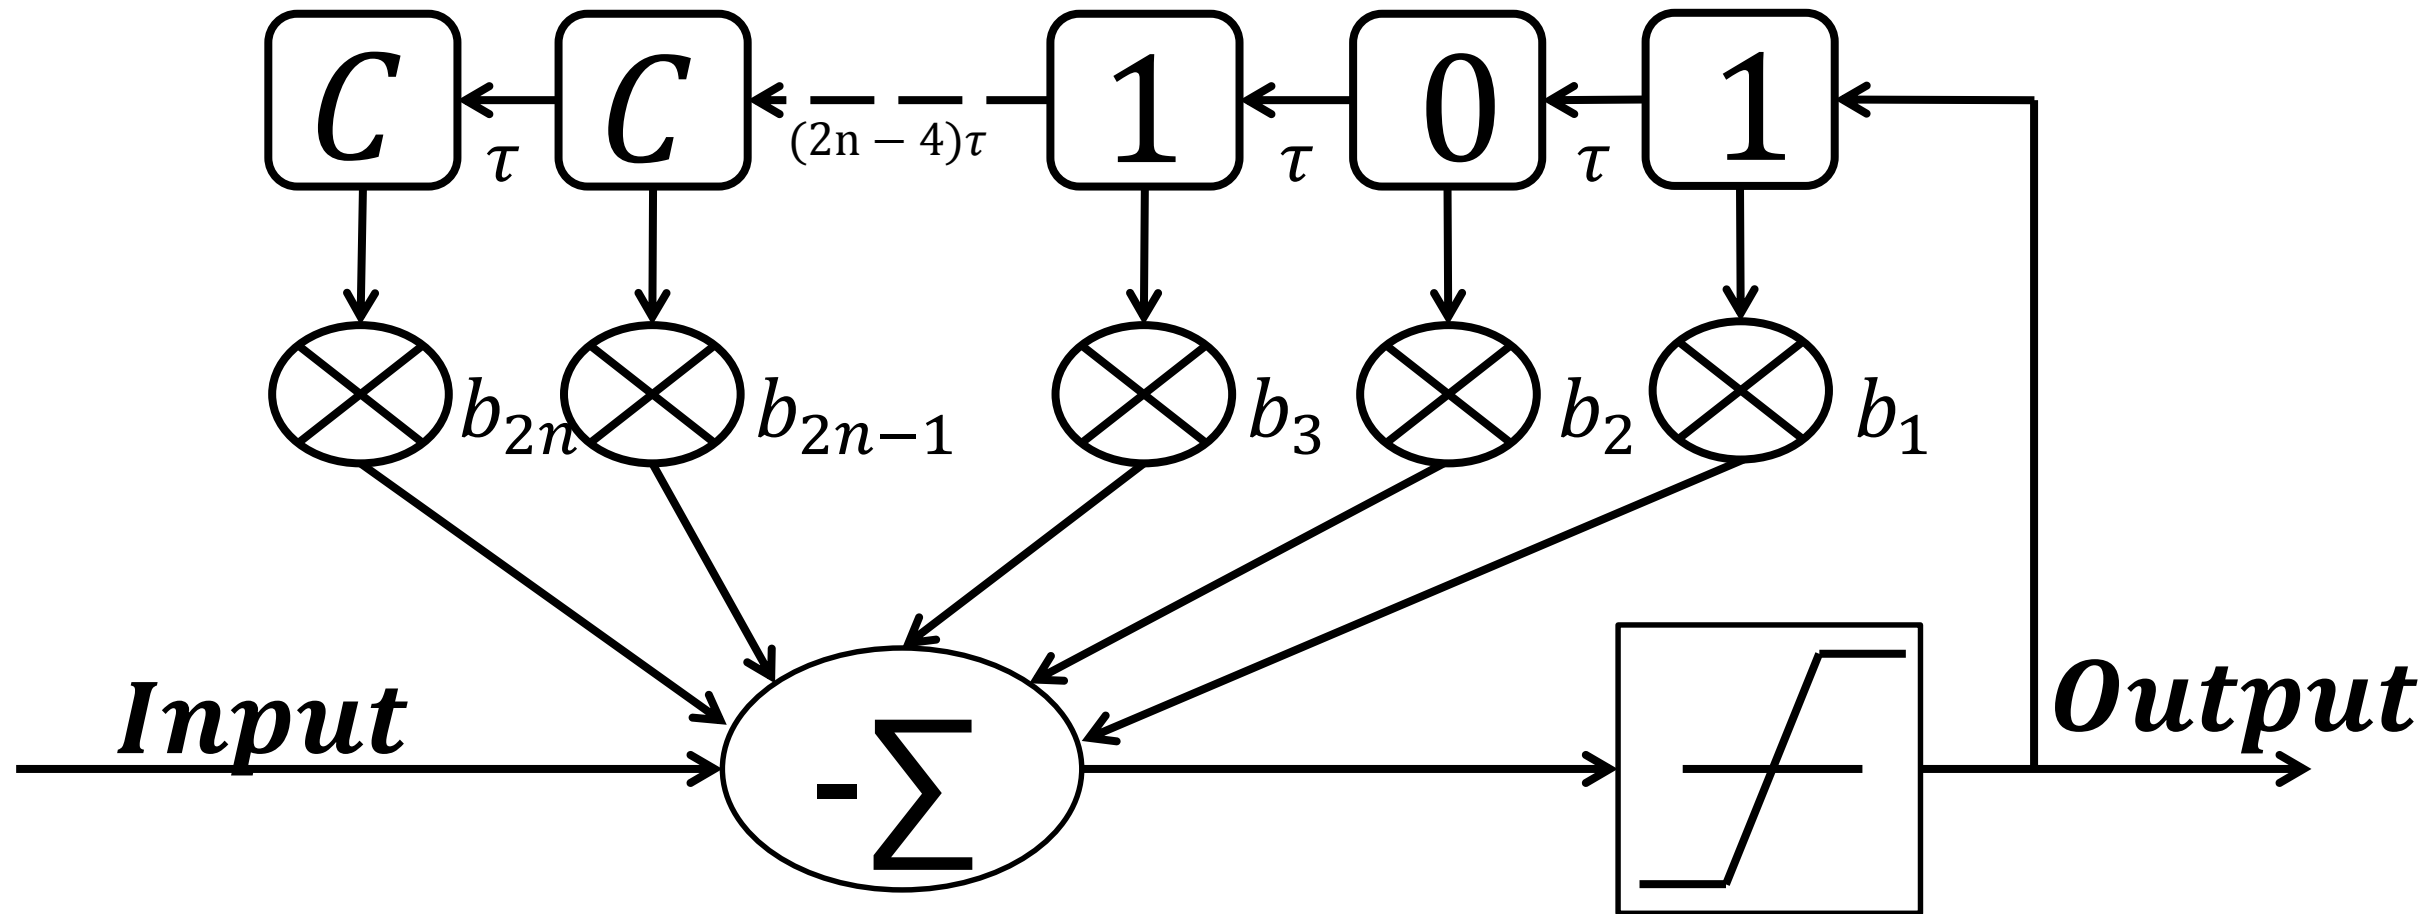 C C 1 0 1
τ (2n − 4)τ τ τ
b₂ₙ b₂ₙ₋₁ b₃ b₂ b₁
Input -∑ Output